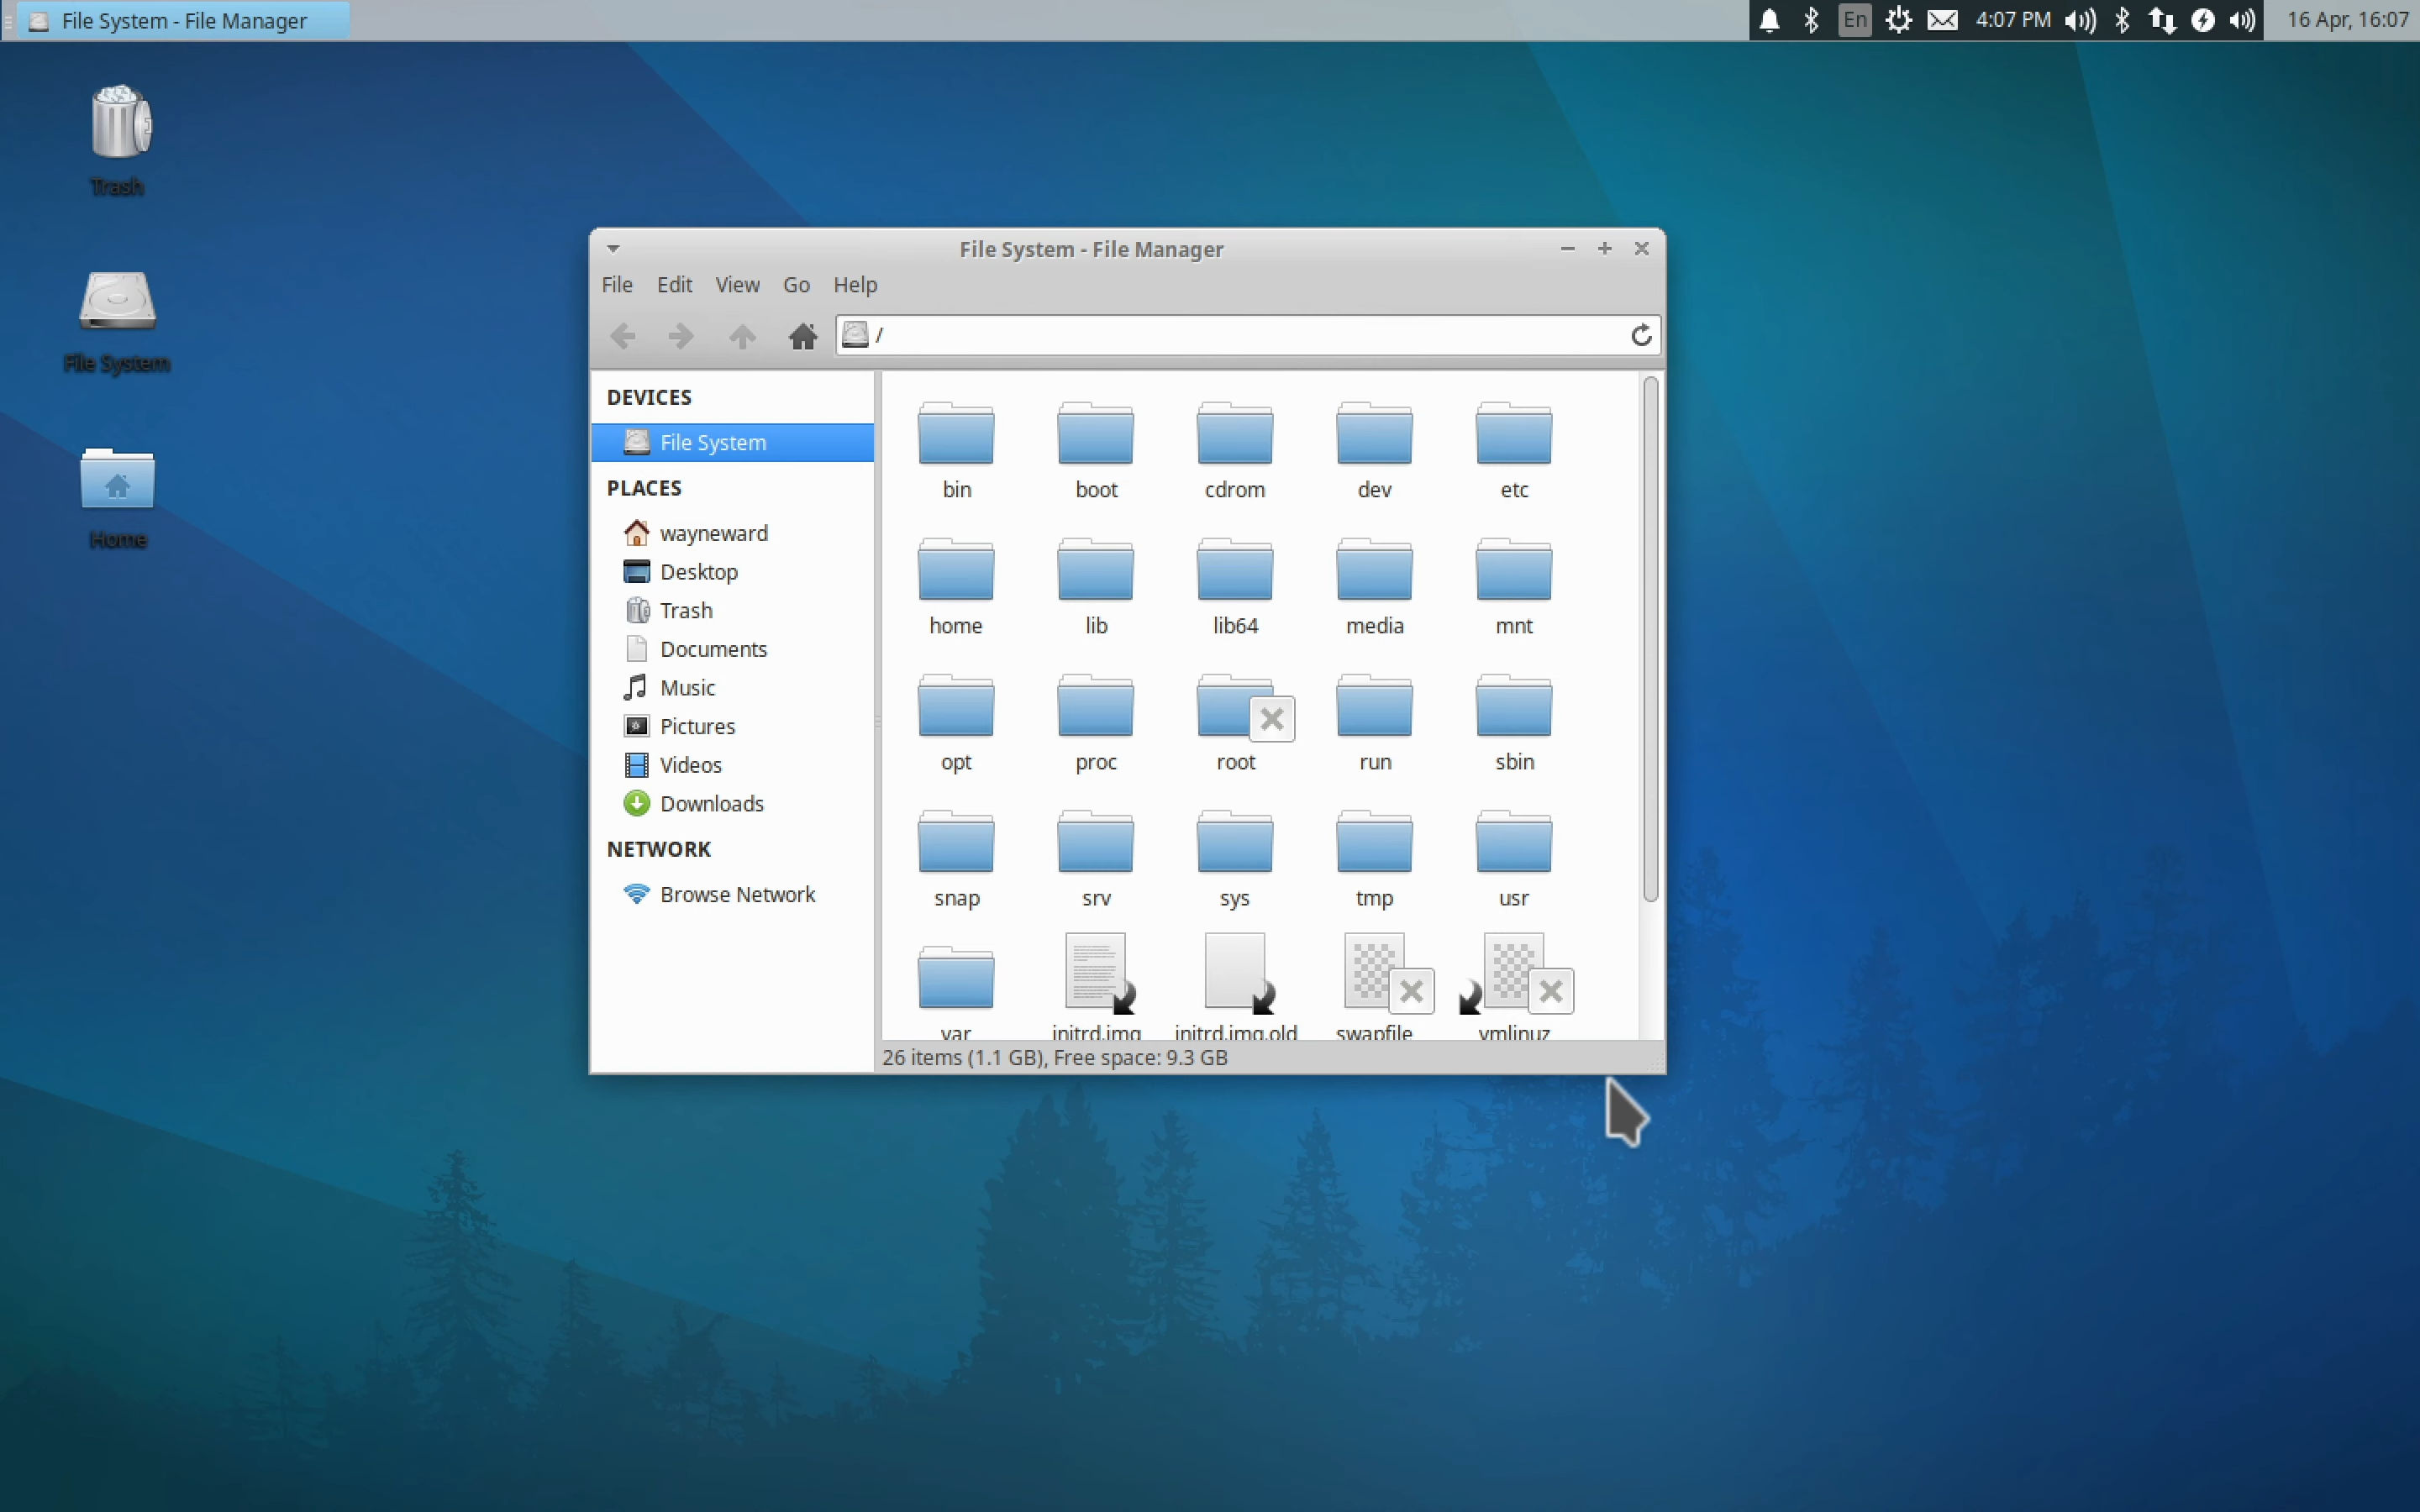 File System - File Manager
En
4:07 PM
16 Apr, 16:07
Trash
File System
Home
File System - File Manager
File Edit View Go Help
/
DEVICES
File System
PLACES
wayneward
Desktop
Trash
Documents
Music
Pictures
Videos
Downloads
NETWORK
Browse Network
bin boot cdrom dev etc
home lib lib64 media mnt
opt proc root run sbin
snap srv sys tmp usr
var initrd.img initrd.img.old swapfile vmlinuz
26 items (1.1 GB), Free space: 9.3 GB